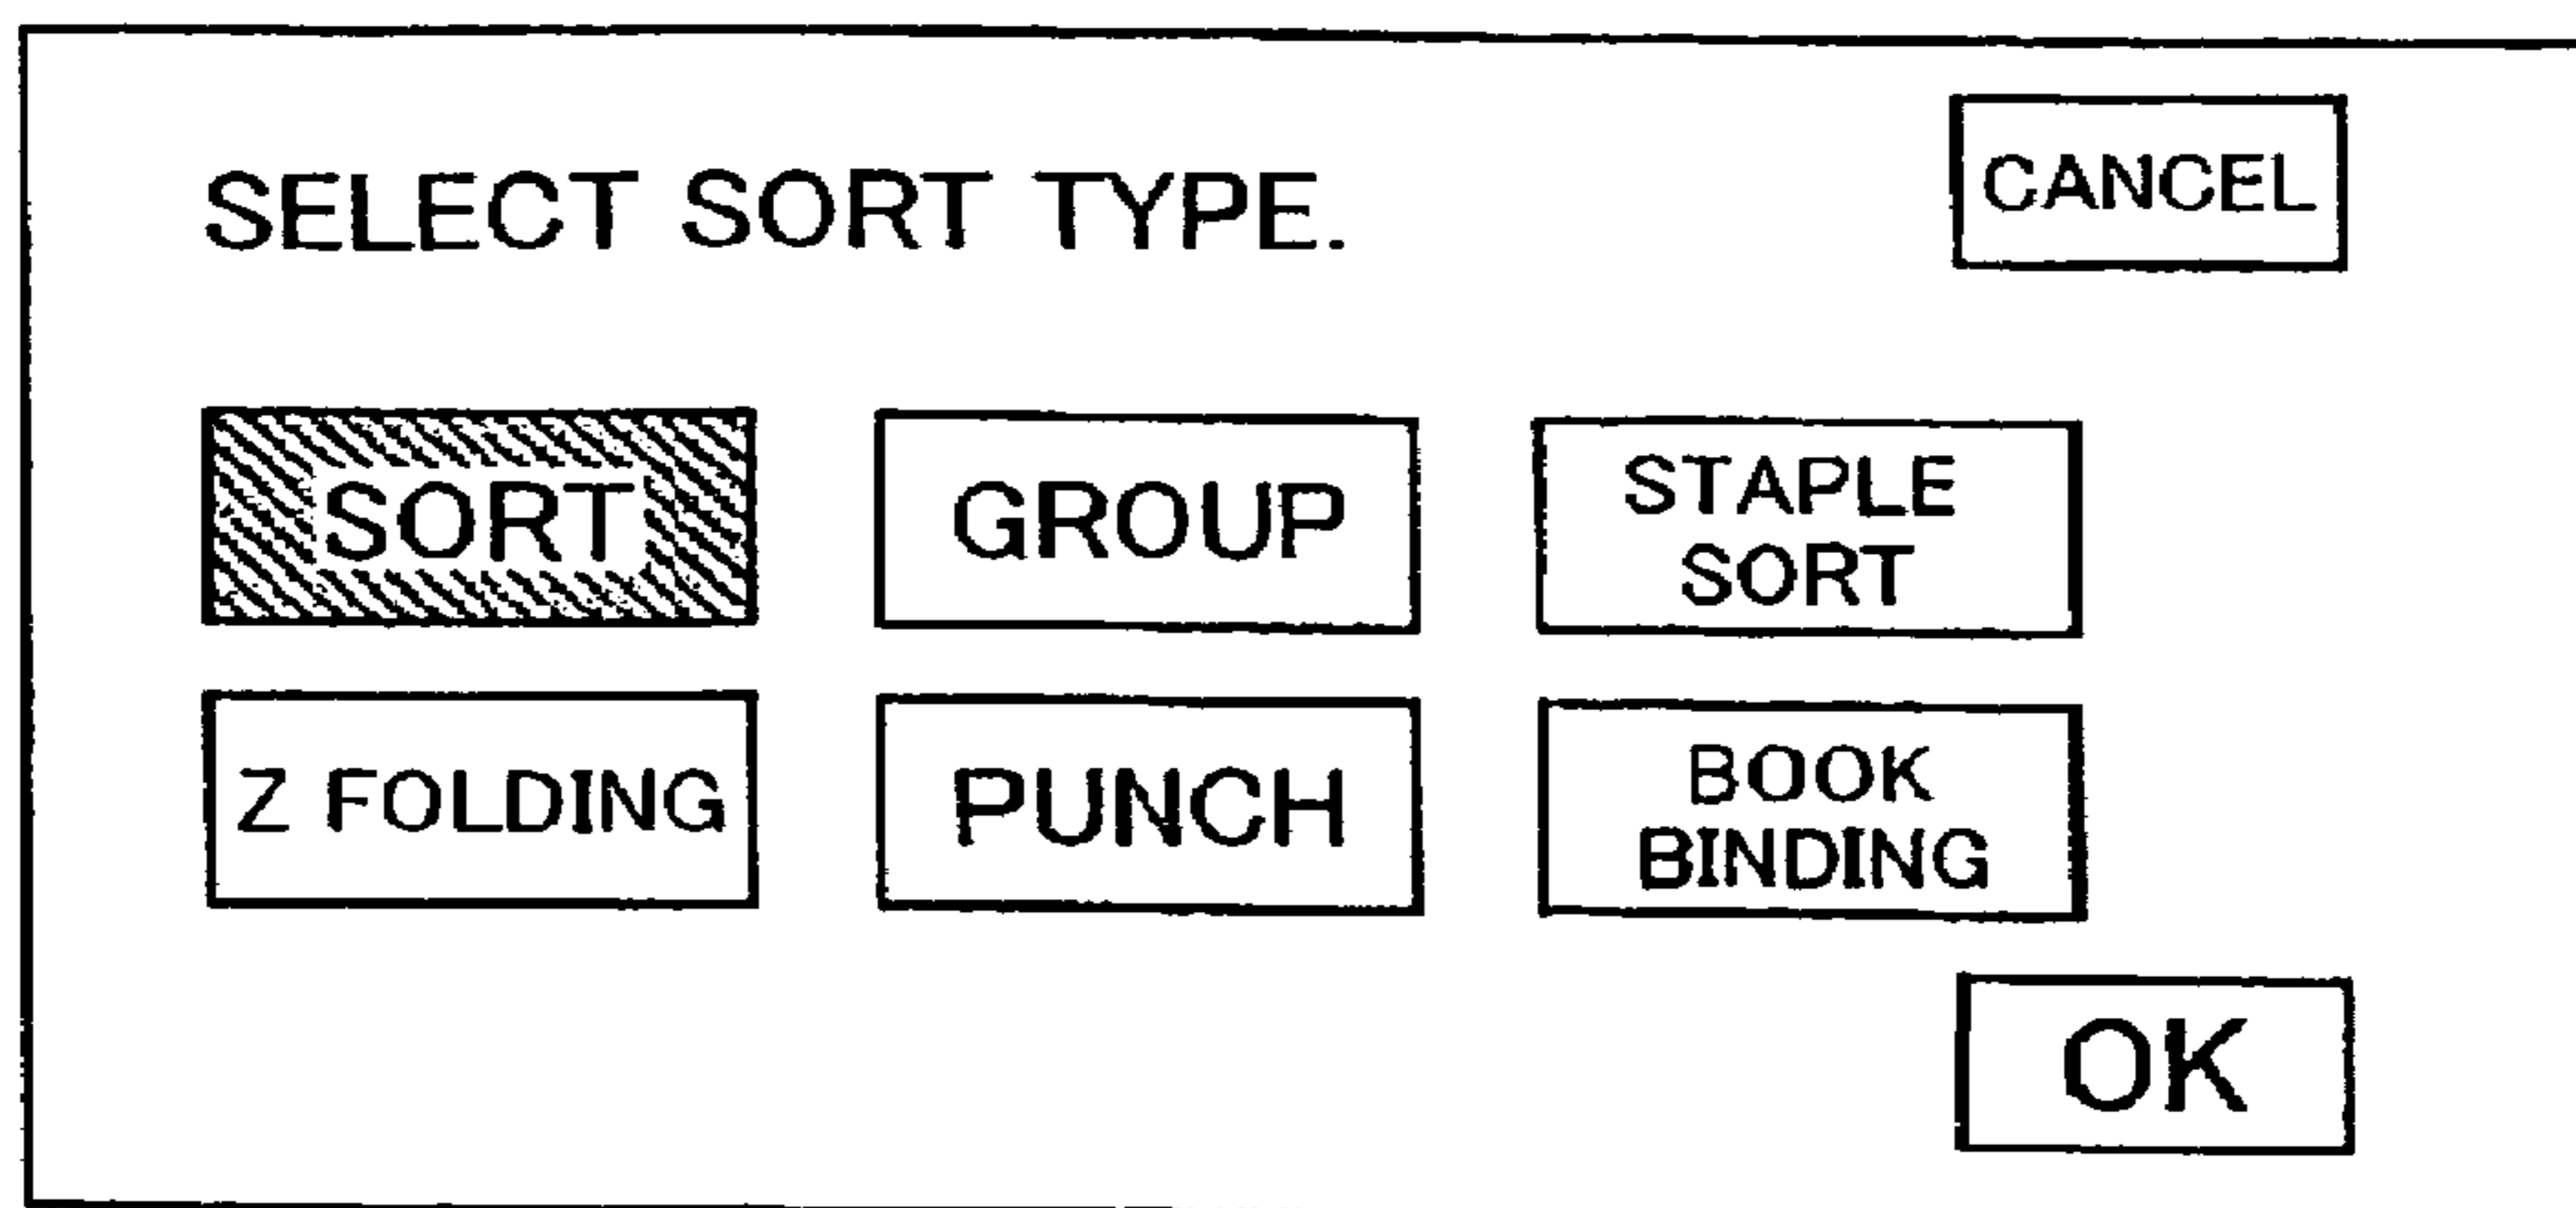 SELECT SORT TYPE.
CANCEL
SORT
GROUP
STAPLE
SORT
Z FOLDING
PUNCH
BOOK
BINDING
OK